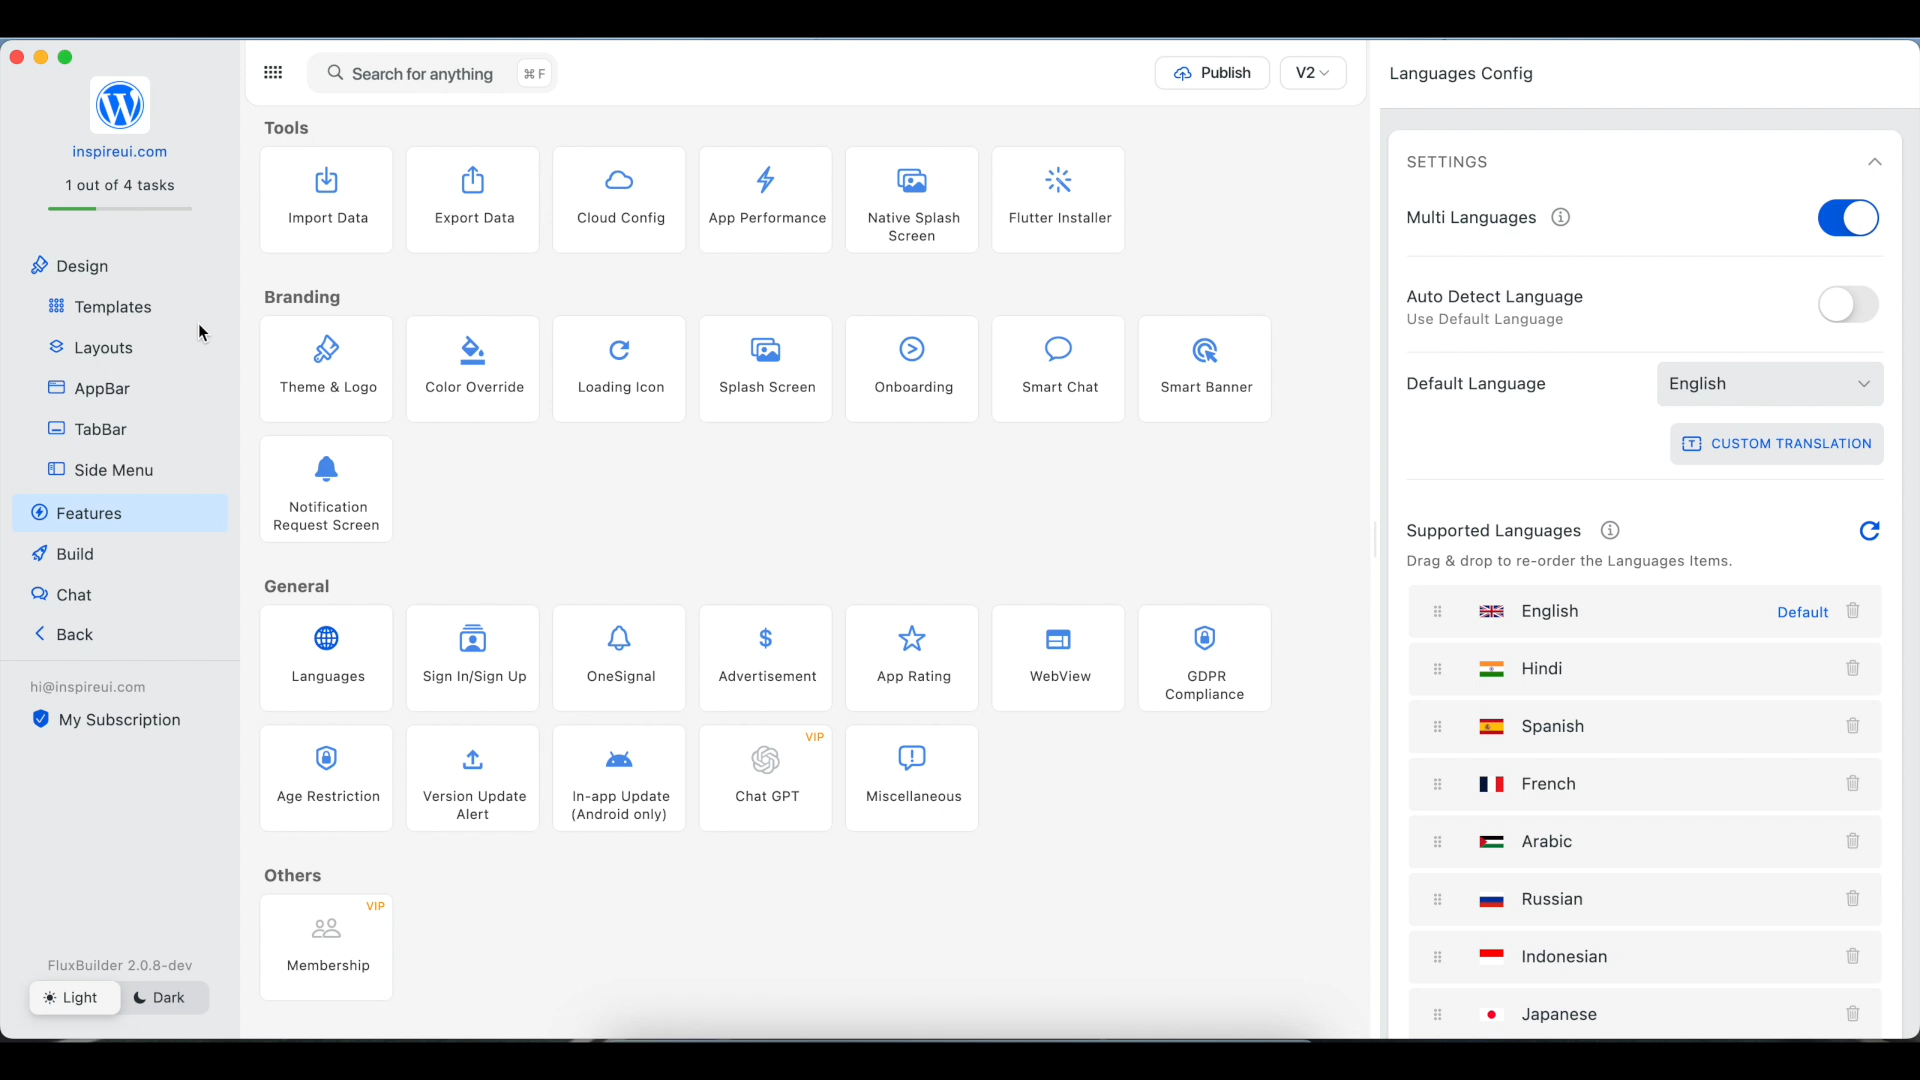 inspireui.com
1 out of 4 tasks
Design
Templates
Layouts
AppBar
TabBar
Side Menu
Features
Build
Chat
Back
hi@inspireui.com
My Subscription
FluxBuilder 2.0.8-dev
Light
Dark
Search for anything
⌘ F
Publish
V2
Tools
Import Data
Export Data
Cloud Config
App Performance
Native Splash
Screen
Flutter Installer
Branding
Theme & Logo
Color Override
Loading Icon
Splash Screen
Onboarding
Smart Chat
Smart Banner
Notification
Request Screen
General
Languages
Sign In/Sign Up
OneSignal
Advertisement
App Rating
WebView
GDPR
Compliance
Age Restriction
Version Update
Alert
In-app Update
(Android only)
VIP
Chat GPT
Miscellaneous
Others
VIP
Membership
Languages Config
SETTINGS
Multi Languages
Auto Detect Language
Use Default Language
Default Language
English
CUSTOM TRANSLATION
Supported Languages
Drag & drop to re-order the Languages Items.
English
Default
Hindi
Spanish
French
Arabic
Russian
Indonesian
Japanese